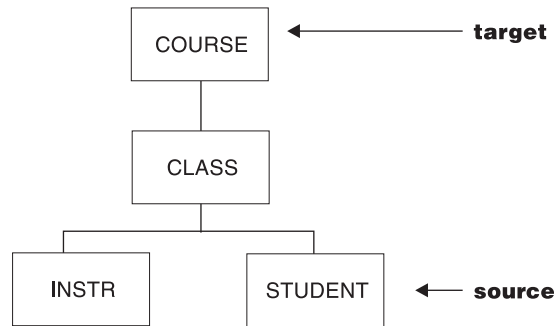 COURSE
target
CLASS
INSTR
STUDENT
source